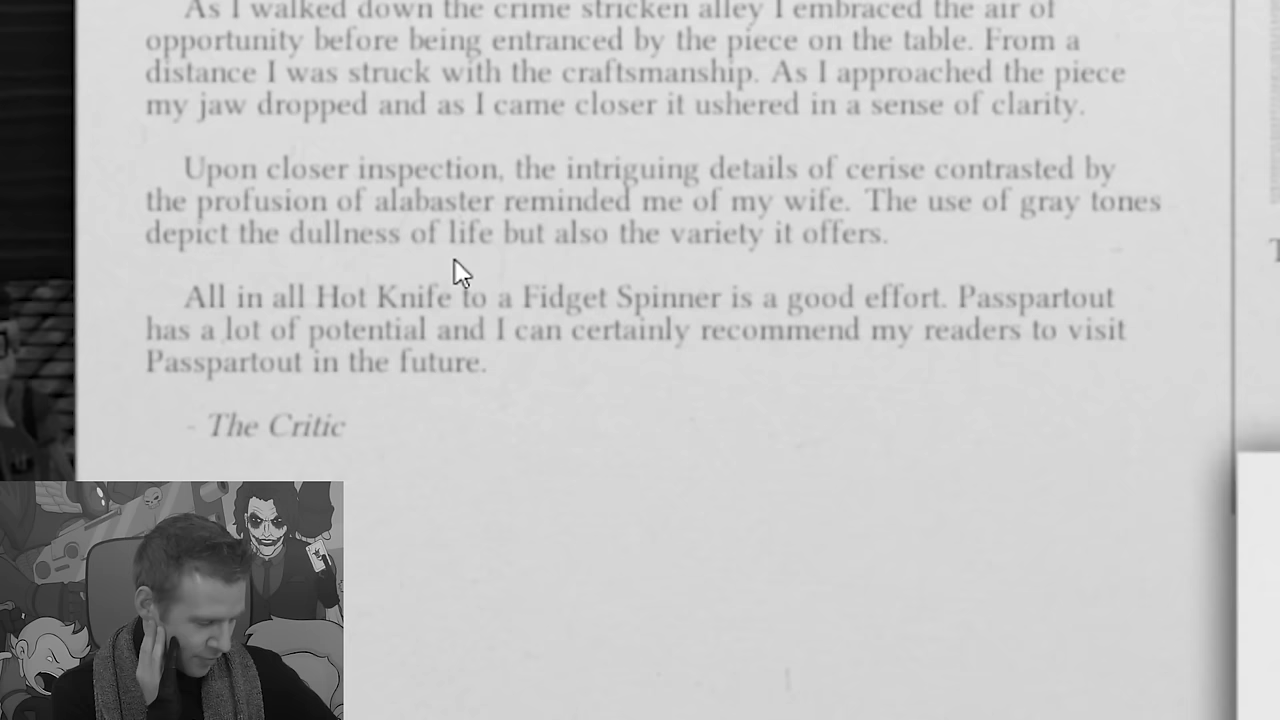 As I walked down the crime stricken alley I embraced the air of
opportunity before being entranced by the piece on the table. From a
distance I was struck with the craftsmanship. As I approached the piece
my jaw dropped and as I came closer it ushered in a sense of clarity.
Upon closer inspection, the intriguing details of cerise contrasted by
the profusion of alabaster reminded me of my wife. The use of gray tones
depict the dullness of life but also the variety it offers.
All in all Hot Knife to a Fidget Spinner is a good effort. Passpartout
has a lot of potential and I can certainly recommend my readers to visit
Passpartout in the future.
- The Critic